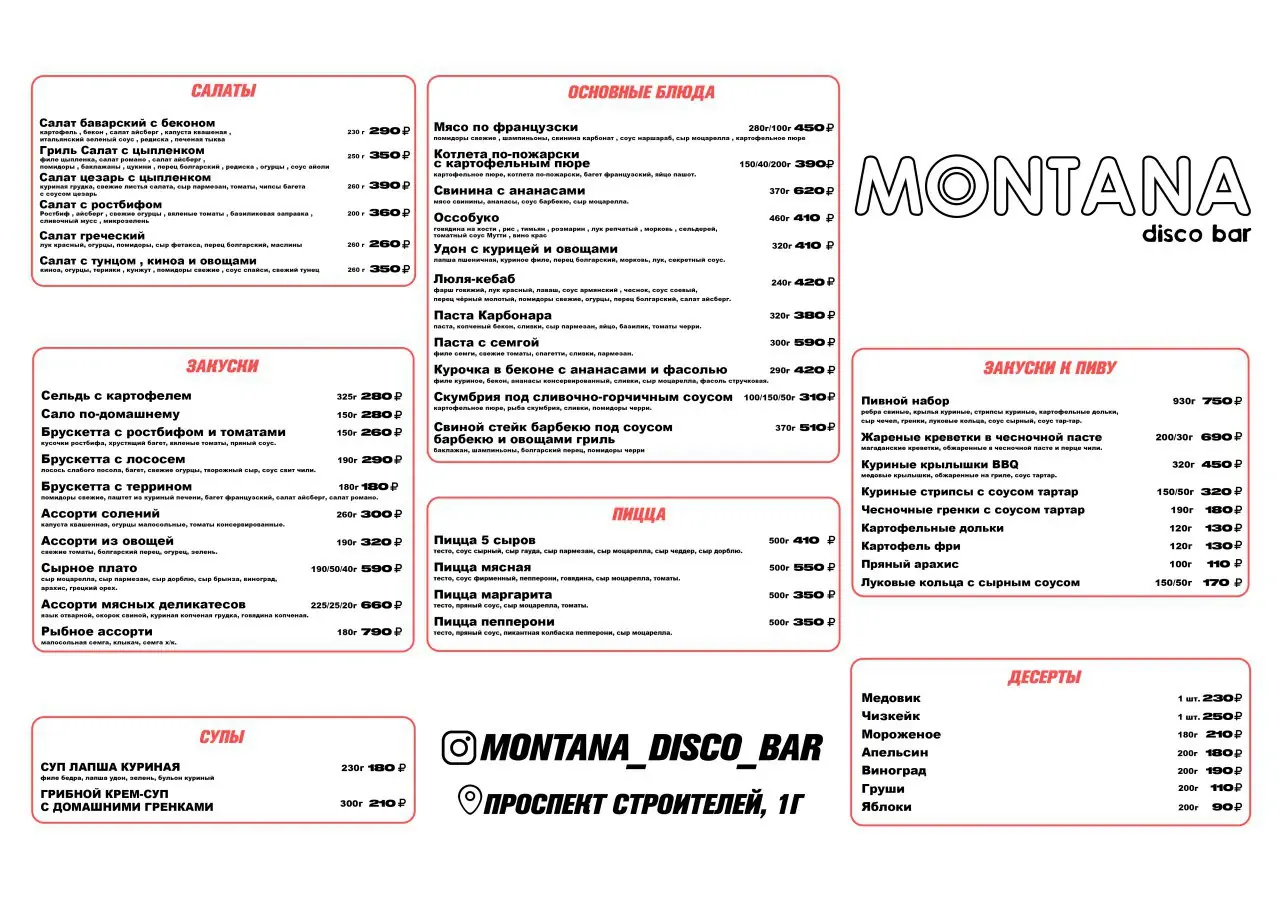 САЛАТЫ
Салат баварский с беконом
картофель , бекон , салат айсберг , капуста квашеная ,
итальянский зеленый соус , редиска , печеная тыква
230 г 290 ₽
Гриль Салат с цыпленком
филе цыпленка, салат романо , салат айсберг ,
помидоры , баклажаны , цукини , перец болгарский , редиска , огурцы , соус айоли
250 г 350 ₽
Салат цезарь с цыпленком
куриная грудка, свежие листья салата, сыр пармезан, томаты, чипсы багета
с соусом цезарь
260 г 390 ₽
Салат с ростбифом
Ростбиф , айсберг , свежие огурцы , вяленые томаты , базиликовая заправка ,
сливочный мусс , микрозелень
200 г 360 ₽
Салат греческий
лук красный, огурцы, помидоры, сыр фетакса, перец болгарский, маслины
260 г 260 ₽
Салат с тунцом , киноа и овощами
киноа, огурцы, терияки , кунжут , помидоры свежие , соус спайси, свежий тунец
260 г 350 ₽
ЗАКУСКИ
Сельдь с картофелем 325г 280 ₽
Сало по-домашнему 150г 280 ₽
Брускетта с ростбифом и томатами 150г 260 ₽
кусочки ростбифа, хрустящий багет, вяленые томаты, пряный соус.
Брускетта с лососем 190г 290 ₽
лосось слабого посола, багет, свежие огурцы, творожный сыр, соус свит чили.
Брускетта с террином 180г 180 ₽
помидоры свежие, паштет из куриный печени, багет французский, салат айсберг, салат романо.
Ассорти солений 260г 300 ₽
капуста квашенная, огурцы малосольные, томаты консервированные.
Ассорти из овощей 190г 320 ₽
свежие томаты, болгарский перец, огурец, зелень.
Сырное плато 190/50/40г 590 ₽
сыр моцарелла, сыр пармезан, сыр дорблю, сыр брынза, виноград,
арахис, грецкий орех.
Ассорти мясных деликатесов 225/25/20г 660 ₽
язык отварной, окорок свиной, куриная копченая грудка, говядина копченая.
Рыбное ассорти 180г 790 ₽
малосольная семга, клыкач, семга х/к.
СУПЫ
СУП ЛАПША КУРИНАЯ 230г 180 ₽
филе бедра, лапша удон, зелень, бульон куриный
ГРИБНОЙ КРЕМ-СУП
С ДОМАШНИМИ ГРЕНКАМИ 300г 210 ₽
ОСНОВНЫЕ БЛЮДА
Мясо по французски 280г/100г 450 ₽
помидоры свежие , шампиньоны, свинина карбонат , соус наршараб, сыр моцарелла , картофельное пюре
Котлета по-пожарски
с картофельным пюре 150/40/200г 390₽
картофельное пюре, котлета по-пожарски, багет французский, яйцо пашот.
Свинина с ананасами 370г 620 ₽
мясо свинины, ананасы, соус барбекю, сыр моцарелла.
Оссобуко 460г 410 ₽
говядина на кости , рис , тимьян , розмарин , лук репчатый , морковь , сельдерей,
томатный соус Мутти , вино крас
Удон с курицей и овощами 320г 410 ₽
лапша пшеничная, куриное филе, перец болгарский, морковь, лук, секретный соус.
Люля-кебаб 240г 420 ₽
фарш говяжий, лук красный, лаваш, соус армянский , чеснок, соус соевый,
перец чёрный молотый, помидоры свежие, огурцы, перец болгарский, салат айсберг.
Паста Карбонара 320г 380 ₽
паста, копченый бекон, сливки, сыр пармезан, яйцо, базилик, томаты черри.
Паста с семгой 300г 590 ₽
филе семги, свежие томаты, спагетти, сливки, пармезан.
Курочка в беконе с ананасами и фасолью 290г 420 ₽
филе куриное, бекон, ананасы консервированный, сливки, сыр моцарелла, фасоль стручковая.
Скумбрия под сливочно-горчичным соусом 100/150/50г 310 ₽
картофельное пюре, рыба скумбрия, сливки, помидоры черри.
Свиной стейк барбекю под соусом 370г 510 ₽
барбекю и овощами гриль
баклажан, шампиньоны, болгарский перец, помидоры черри
ПИЦЦА
Пицца 5 сыров 500г 410 ₽
тесто, соус сырный, сыр гауда, сыр пармезан, сыр моцарелла, сыр чеддер, сыр дорблю.
Пицца мясная 500г 550 ₽
тесто, соус фирменный, пепперони, говядина, сыр моцарелла, томаты.
Пицца маргарита 500г 350 ₽
тесто, пряный соус, сыр моцарелла, томаты.
Пицца пепперони 500г 350 ₽
тесто, пряный соус, пикантная колбаска пепперони, сыр моцарелла.
MONTANA_DISCO_BAR
ПРОСПЕКТ СТРОИТЕЛЕЙ, 1Г
MONTANA
disco bar
ЗАКУСКИ К ПИВУ
Пивной набор 930г 750 ₽
ребра свиные, крылья куриные, стрипсы куриные, картофельные дольки,
сыр чечел, гренки, луковые кольца, соус сырный, соус тар-тар.
Жареные креветки в чесночной пасте 200/30г 690 ₽
магаданские креветки, обжаренные в чесночной пасте и перце чили.
Куриные крылышки BBQ 320г 450 ₽
медовые крылышки, обжаренные на гриле, соус тартар.
Куриные стрипсы с соусом тартар 150/50г 320 ₽
Чесночные гренки с соусом тартар 190г 180 ₽
Картофельные дольки 120г 130 ₽
Картофель фри 120г 130 ₽
Пряный арахис 100г 110 ₽
Луковые кольца с сырным соусом 150/50г 170 ₽
ДЕСЕРТЫ
Медовик 1 шт. 230 ₽
Чизкейк 1 шт. 250 ₽
Мороженое 180г 210 ₽
Апельсин 200г 180 ₽
Виноград 200г 190 ₽
Груши 200г 110 ₽
Яблоки 200г 90 ₽